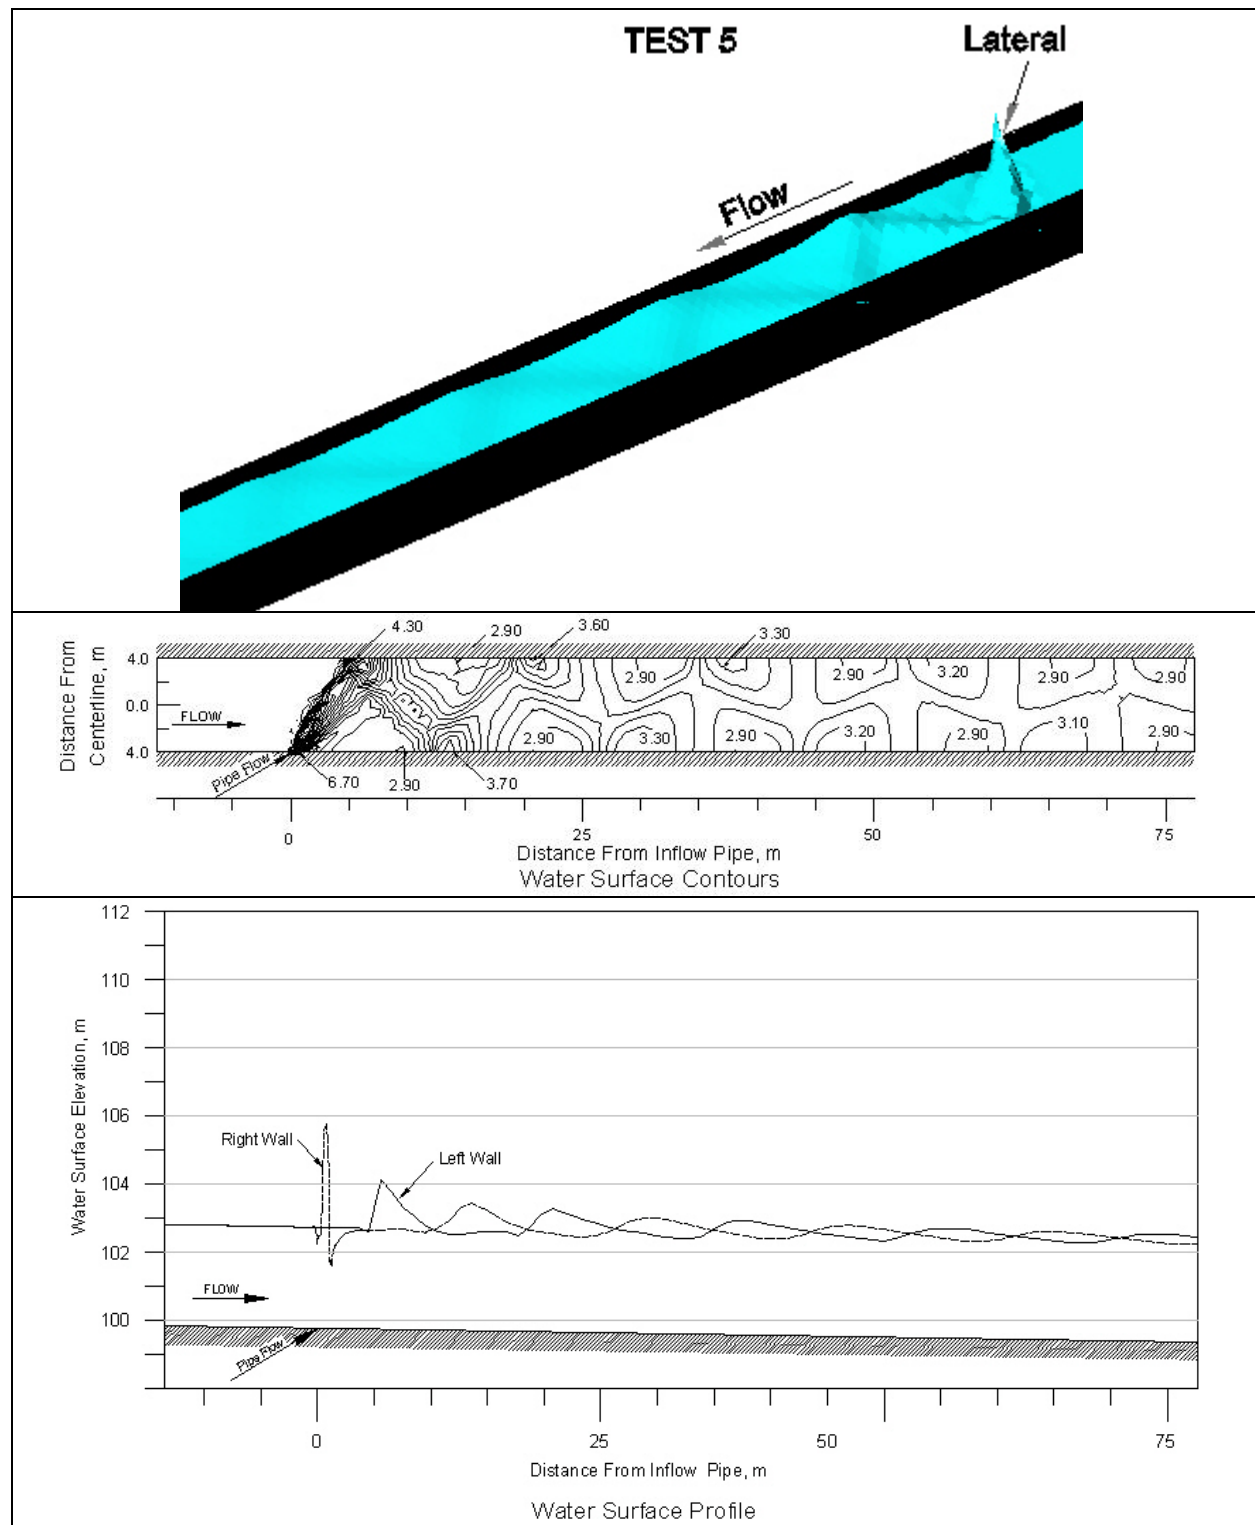 TEST 5
Lateral
Flow
4.30
2.90
3.60
3.30
Distance From
Centerline, m
4.0
0.0
4.0
FLOW
2.90
2.90
3.20
2.90
2.90
2.90
3.30
2.90
3.20
2.90
3.10
2.90
Pipe Flow
6.70
2.90
3.70
0
25
50
75
Distance From Inflow Pipe, m
Water Surface Contours
Water Surface Elevation, m
112
110
108
106
104
102
100
Right Wall
Left Wall
FLOW
Pipe Flow
0
25
50
75
Distance From Inflow Pipe, m
Water Surface Profile